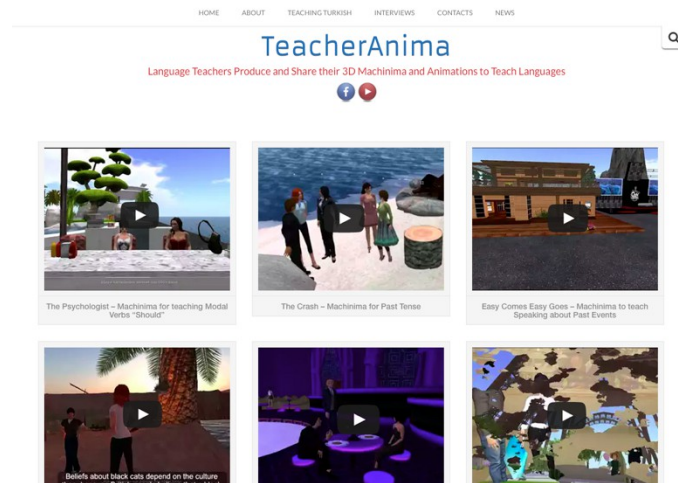 HOME ABOUT TEACHING TURKISH INTERVIEWS CONTACTS NEWS
TeacherAnima
Language Teachers Produce and Share their 3D Machinima and Animations to Teach Languages
The Psychologist – Machinima for teaching Modal
Verbs “Should”
The Crash – Machinima for Past Tense
Easy Comes Easy Goes – Machinima to teach
Speaking about Past Events
Beliefs about black cats depend on the culture